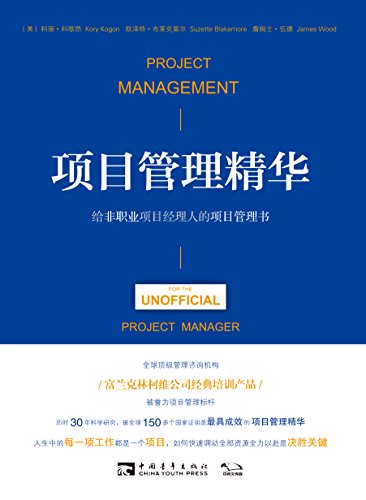 [美] 科丽·科歌昂 Kory Kogon 叙泽特·布莱克莫尔 Suzette Blakemore 詹姆士·伍德 James Wood
PROJECT
MANAGEMENT
项目管理精华
给非职业项目经理人的项目管理书
FOR THE
UNOFFICIAL
PROJECT MANAGER
全球顶级管理咨询机构
/富兰克林柯维公司经典培训产品/
被誉为项目管理标杆
历时30年科学研究,被全球150多个国家证明是最具成效的项目管理精华
人生中的每一项工作都是一个项目,如何快速调动全部资源全力以赴是决胜关键
中国青年出版社
CHINA YOUTH PRESS